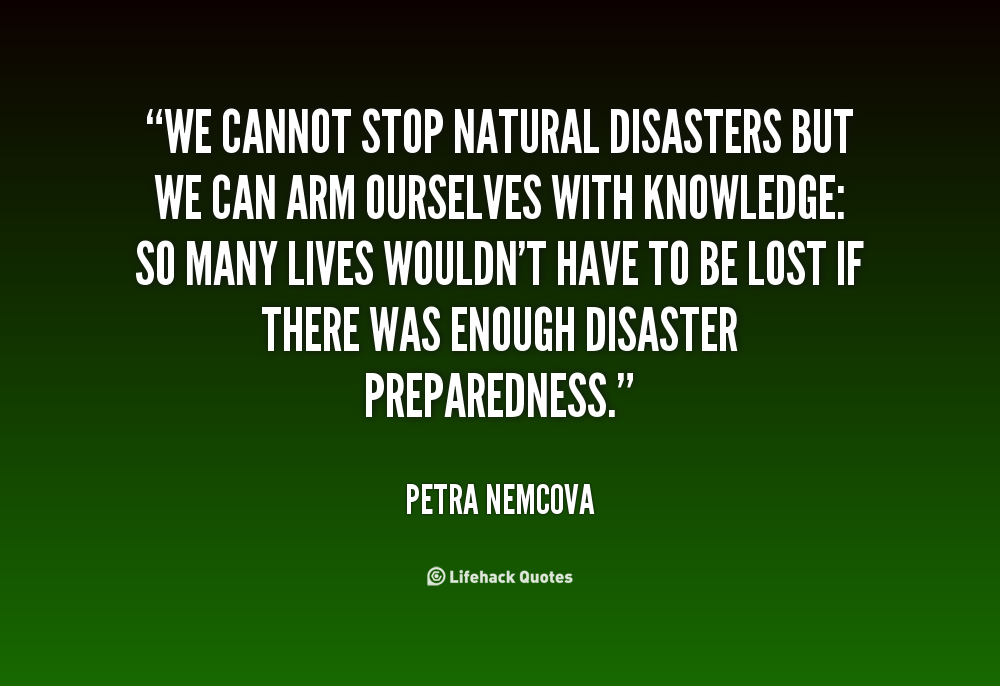 “WE CANNOT STOP NATURAL DISASTERS BUT
WE CAN ARM OURSELVES WITH KNOWLEDGE:
SO MANY LIVES WOULDN’T HAVE TO BE LOST IF
THERE WAS ENOUGH DISASTER
PREPAREDNESS.”
PETRA NEMCOVA
Lifehack Quotes